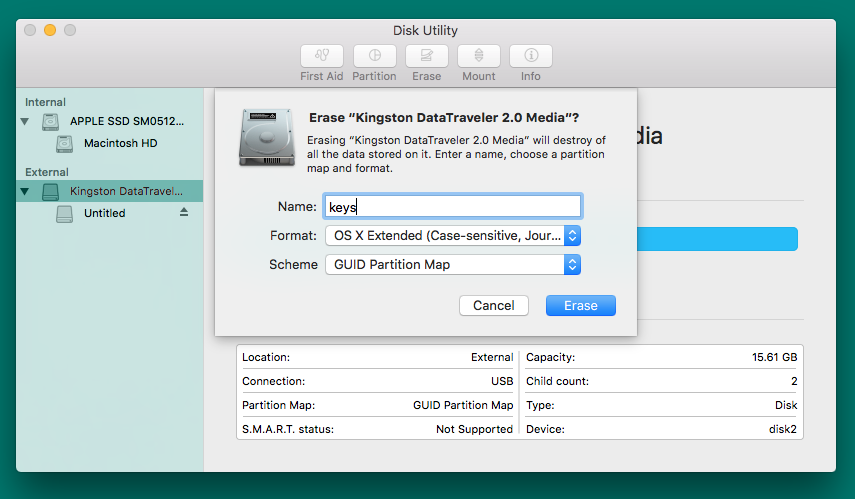 Disk Utility
First Aid
Partition
Erase
Mount
Info
Internal
APPLE SSD SM0512...
Macintosh HD
External
Kingston DataTravel...
Untitled
Erase “Kingston DataTraveler 2.0 Media”?
Erasing “Kingston DataTraveler 2.0 Media” will destroy of
all the data stored on it. Enter a name, choose a partition
map and format.
Name: keys
Format: OS X Extended (Case-sensitive, Jour...
Scheme GUID Partition Map
Cancel
Erase
dia
Location: External
Capacity: 15.61 GB
Connection: USB
Child count: 2
Partition Map: GUID Partition Map
Type: Disk
S.M.A.R.T. status: Not Supported
Device: disk2